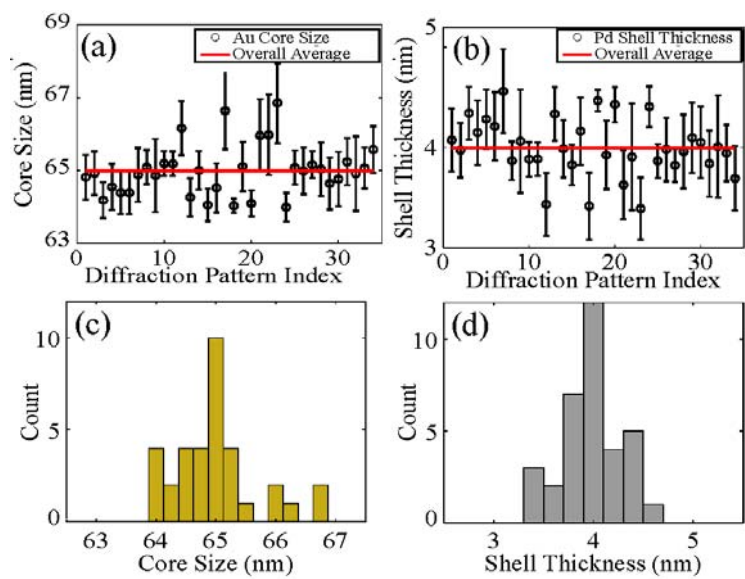 (a)
Au Core Size
Overall Average
69
67
65
63
Core Size (nm)
0
10
20
30
Diffraction Pattern Index
(b)
Pd Shell Thickness
Overall Average
5
4
3
Shell Thickness (nm)
0
10
20
30
Diffraction Pattern Index
(c)
10
5
0
Count
63
64
65
66
67
Core Size (nm)
(d)
10
5
0
Count
3
4
5
Shell Thickness (nm)